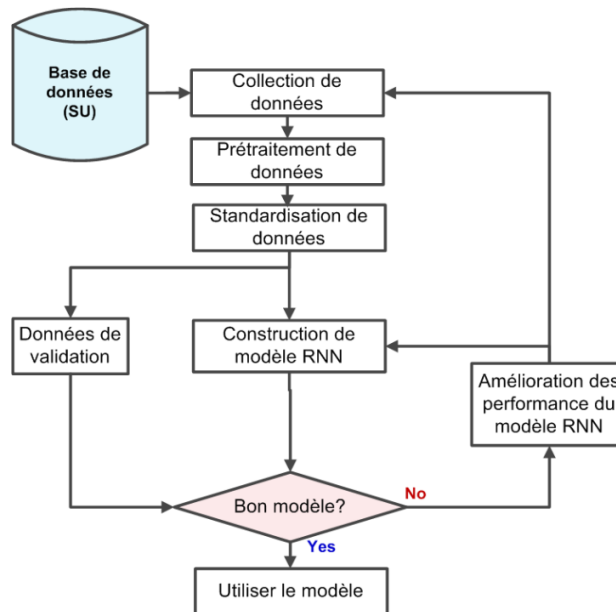 Base de
données
(SU)
Collection de
données
Prétraitement de
données
Standardisation de
données
Données de
validation
Construction de
modèle RNN
Amélioration des
performance du
modèle RNN
Bon modèle?
No
Yes
Utiliser le modèle